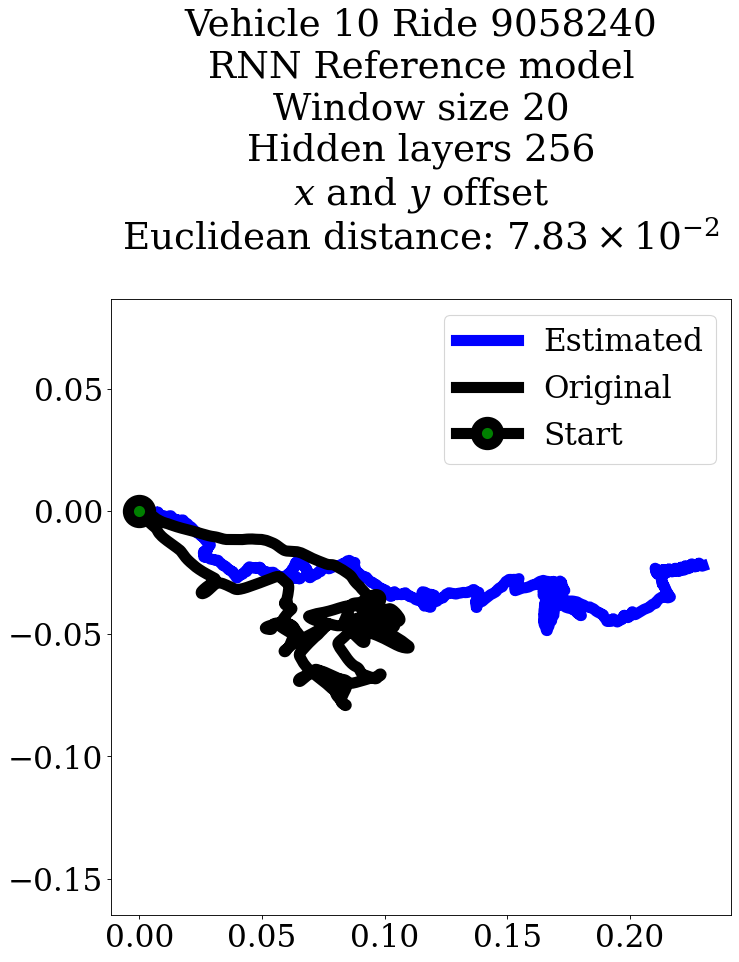 Vehicle 10 Ride 9058240
RNN Reference model
Window size 20
Hidden layers 256
x and y offset
Euclidean distance: 7.83 × 10⁻²
Estimated
Original
Start
0.05
0.00
−0.05
−0.10
−0.15
0.00 0.05 0.10 0.15 0.20